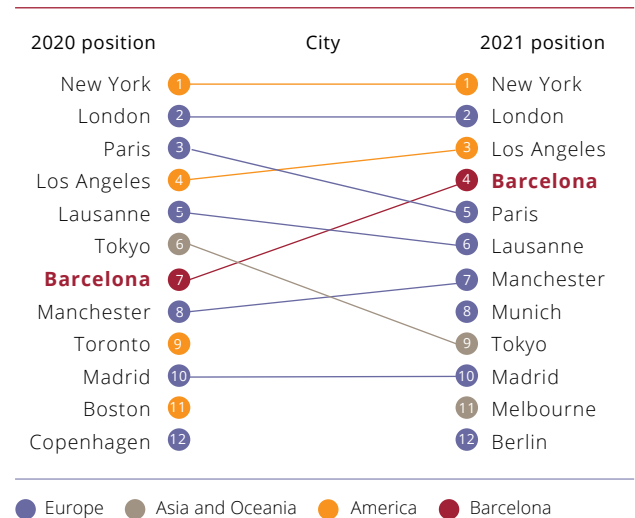 2020 position City 2021 position
New York 1 1 New York
London 2 2 London
Paris 3 3 Los Angeles
Los Angeles 4 4 Barcelona
Lausanne 5 5 Paris
Tokyo 6 6 Lausanne
Barcelona 7 7 Manchester
Manchester 8 8 Munich
Toronto 9 9 Tokyo
Madrid 10 10 Madrid
Boston 11 11 Melbourne
Copenhagen 12 12 Berlin
Europe Asia and Oceania America Barcelona